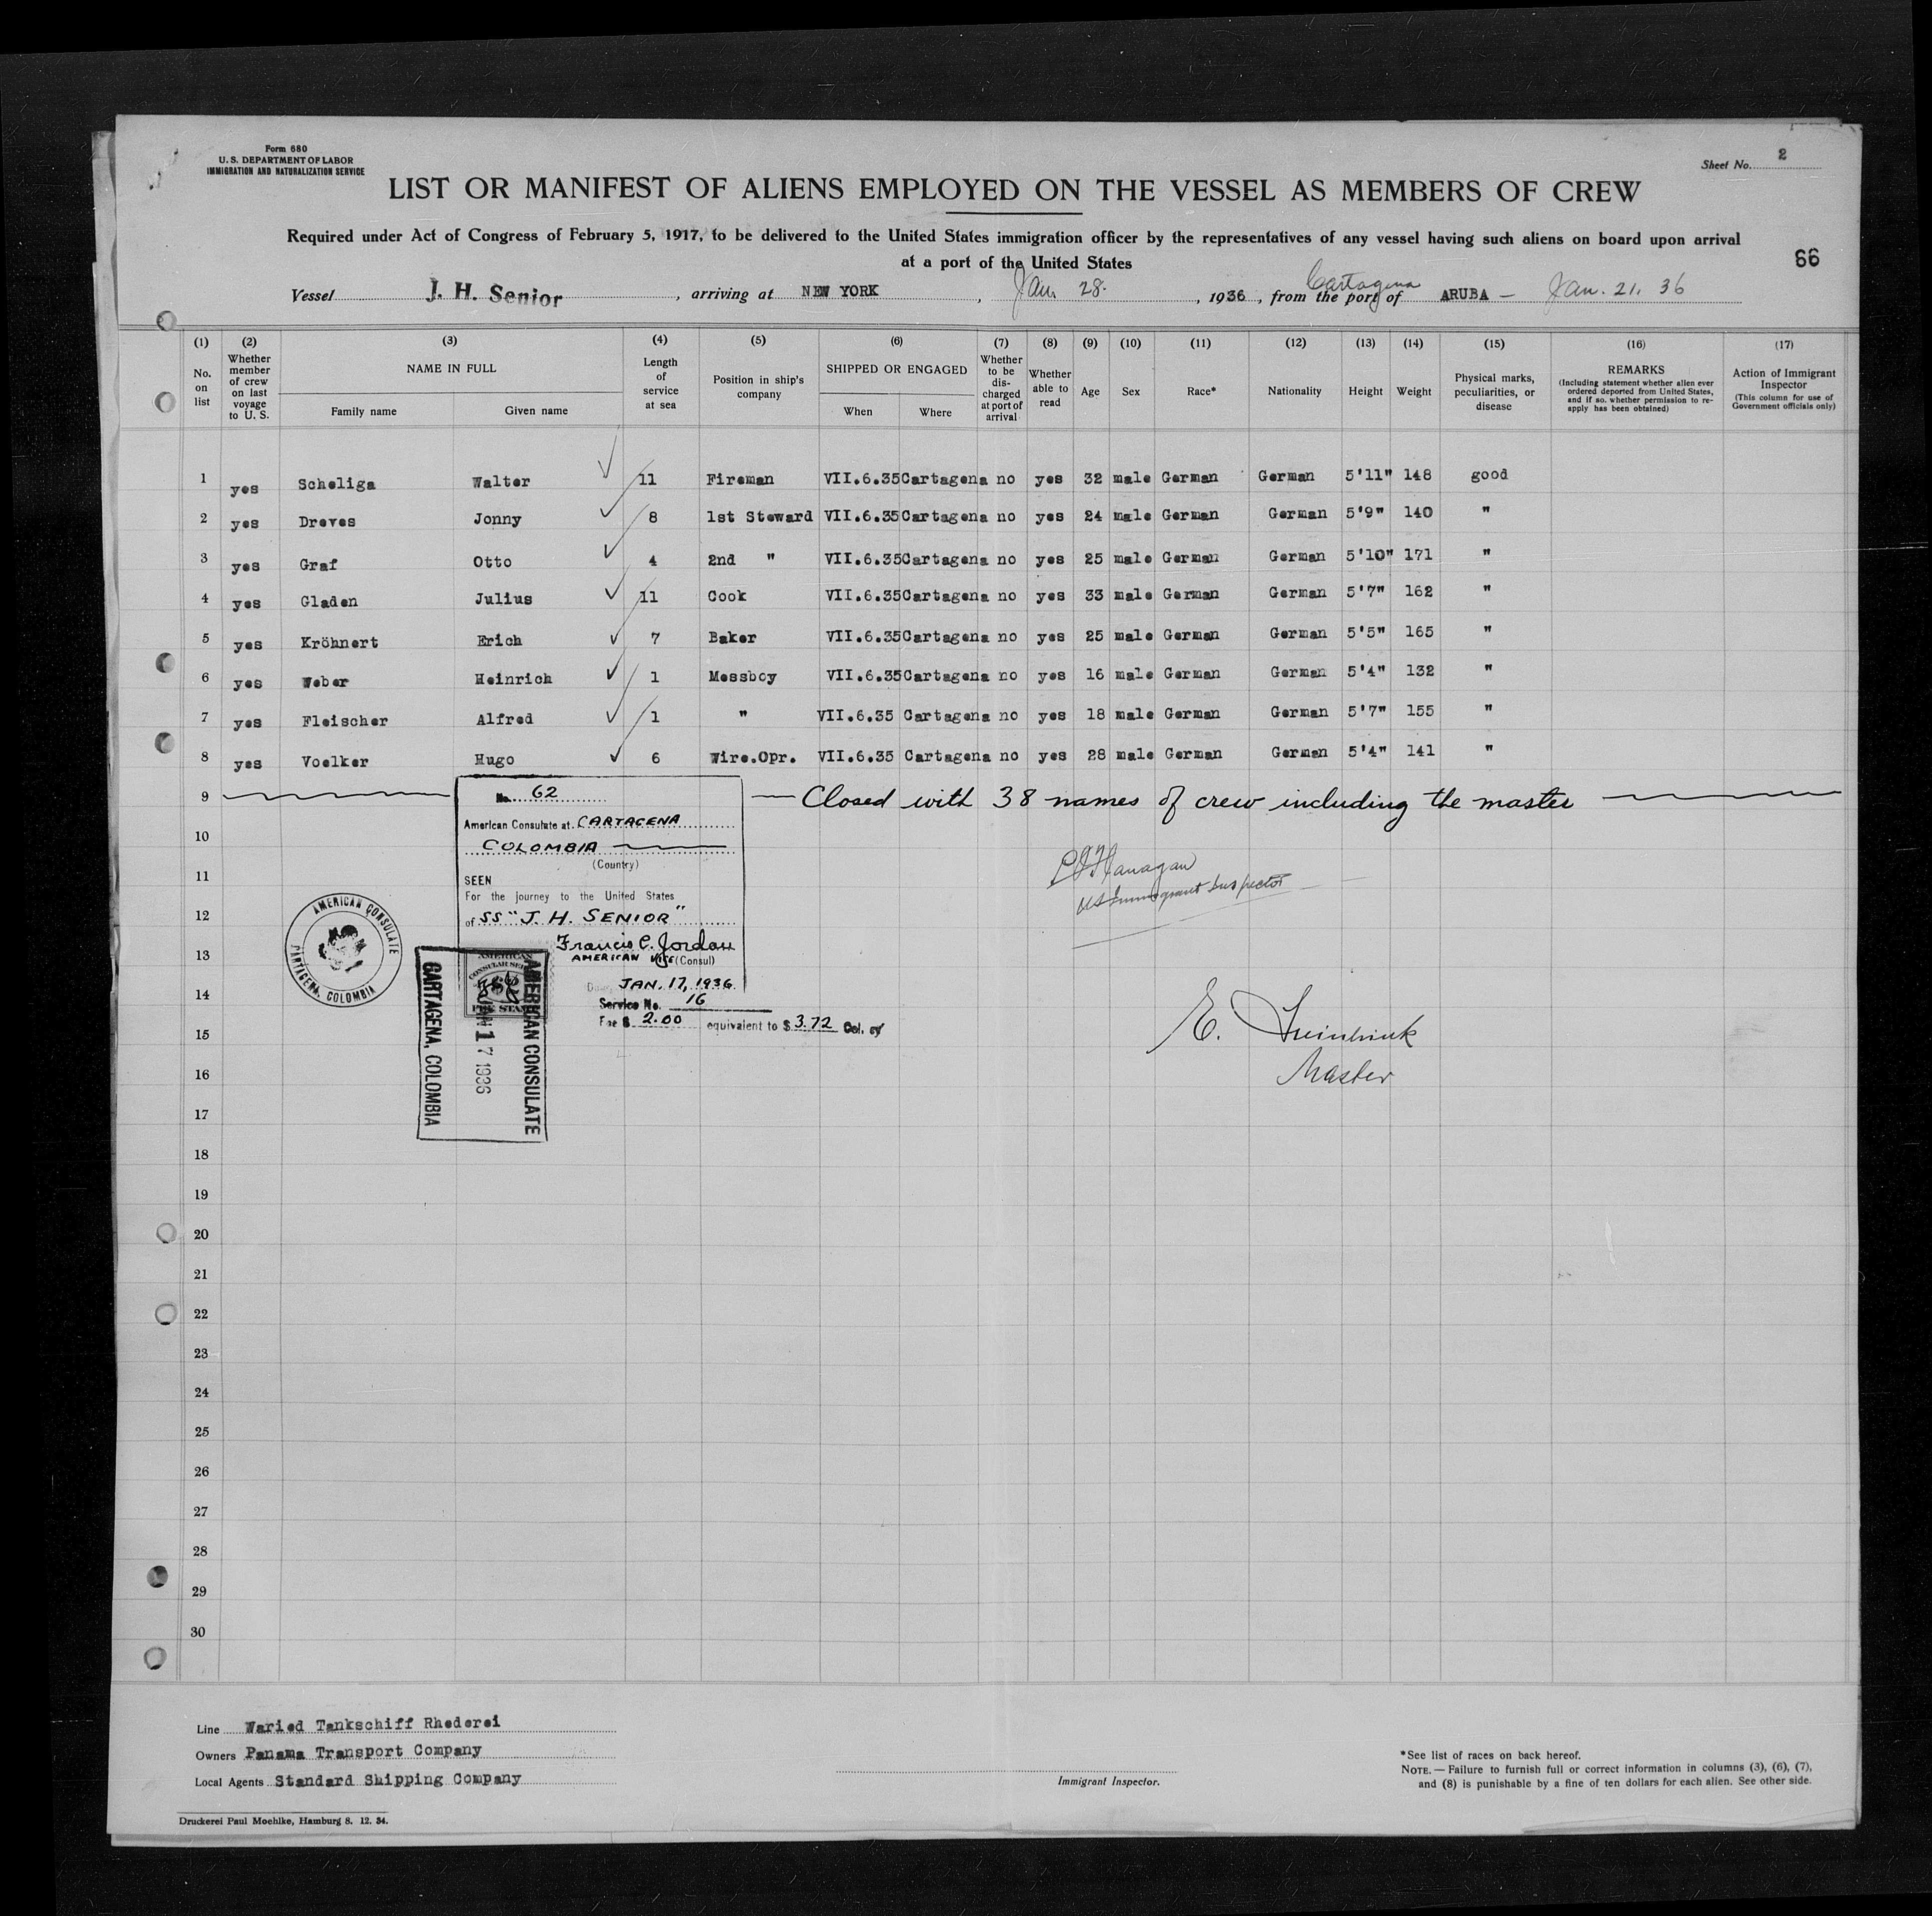 Form 680
U. S. DEPARTMENT OF LABOR
IMMIGRATION AND NATURALIZATION SERVICE
Sheet No. 2
LIST OR MANIFEST OF ALIENS EMPLOYED ON THE VESSEL AS MEMBERS OF CREW
Required under Act of Congress of February 5, 1917, to be delivered to the United States immigration officer by the representatives of any vessel having such aliens on board upon arrival
at a port of the United States
66
Vessel J. H. Senior, arriving at NEW YORK, Jan. 28., 1936, from the port of Cartagena ARUBA — Jan. 21, 36
(1) No. on list
(2) Whether member of crew on last voyage to U. S.
(3) NAME IN FULL
Family name Given name
(4) Length of service at sea
(5) Position in ship's company
(6) SHIPPED OR ENGAGED
When Where
(7) Whether to be dis-charged at port of arrival
(8) Whether able to read
(9) Age
(10) Sex
(11) Race*
(12) Nationality
(13) Height
(14) Weight
(15) Physical marks, peculiarities, or disease
(16) REMARKS
(Including statement whether alien ever ordered deported from United States, and if so, whether permission to re-apply has been obtained)
(17) Action of Immigrant Inspector
(This column for use of Government officials only)
1 yes Scheliga Walter 11 Fireman VII.6.35 Cartagena no yes 32 male German German 5'11" 148 good
2 yes Dreves Jonny 8 1st Steward VII.6.35 Cartagena no yes 24 male German German 5'9" 140 "
3 yes Graf Otto 4 2nd " VII.6.35 Cartagena no yes 25 male German German 5'10" 171 "
4 yes Gladen Julius 11 Cook VII.6.35 Cartagena no yes 33 male German German 5'7" 162 "
5 yes Kröhnert Erich 7 Baker VII.6.35 Cartagena no yes 25 male German German 5'5" 165 "
6 yes Weber Heinrich 1 Messboy VII.6.35 Cartagena no yes 16 male German German 5'4" 132 "
7 yes Fleischer Alfred 1 " VII.6.35 Cartagena no yes 18 male German German 5'7" 155 "
8 yes Voelker Hugo 6 Wire.Opr. VII.6.35 Cartagena no yes 28 male German German 5'4" 141 "
9 — Closed with 38 names of crew including the master
No. 62
American Consulate at CARTAGENA
COLOMBIA
(Country)
SEEN
For the journey to the United States
of SS "J. H. SENIOR"
Francis C. Jordan
AMERICAN Vice (Consul)
JAN. 17, 1936
Service No. 16
Fee $ 2.00 equivalent to $ 3.72 Col. cy
AMERICAN CONSULATE
CARTAGENA, COLOMBIA
AMERICAN
CONSULAR SERVICE
FEE STAMP
AMERICAN CONSULATE
JAN 17 1936
CARTAGENA, COLOMBIA
Flanagan
US Immigrant Inspector
E.
Master
10
11
12
13
14
15
16
17
18
19
20
21
22
23
24
25
26
27
28
29
30
Line Waried Tankschiff Rhederei
Owners Panama Transport Company
Local Agents Standard Shipping Company
Immigrant Inspector.
*See list of races on back hereof.
NOTE.—Failure to furnish full or correct information in columns (3), (6), (7),
and (8) is punishable by a fine of ten dollars for each alien. See other side.
Druckerei Paul Moehlke, Hamburg 8. 12. 34.